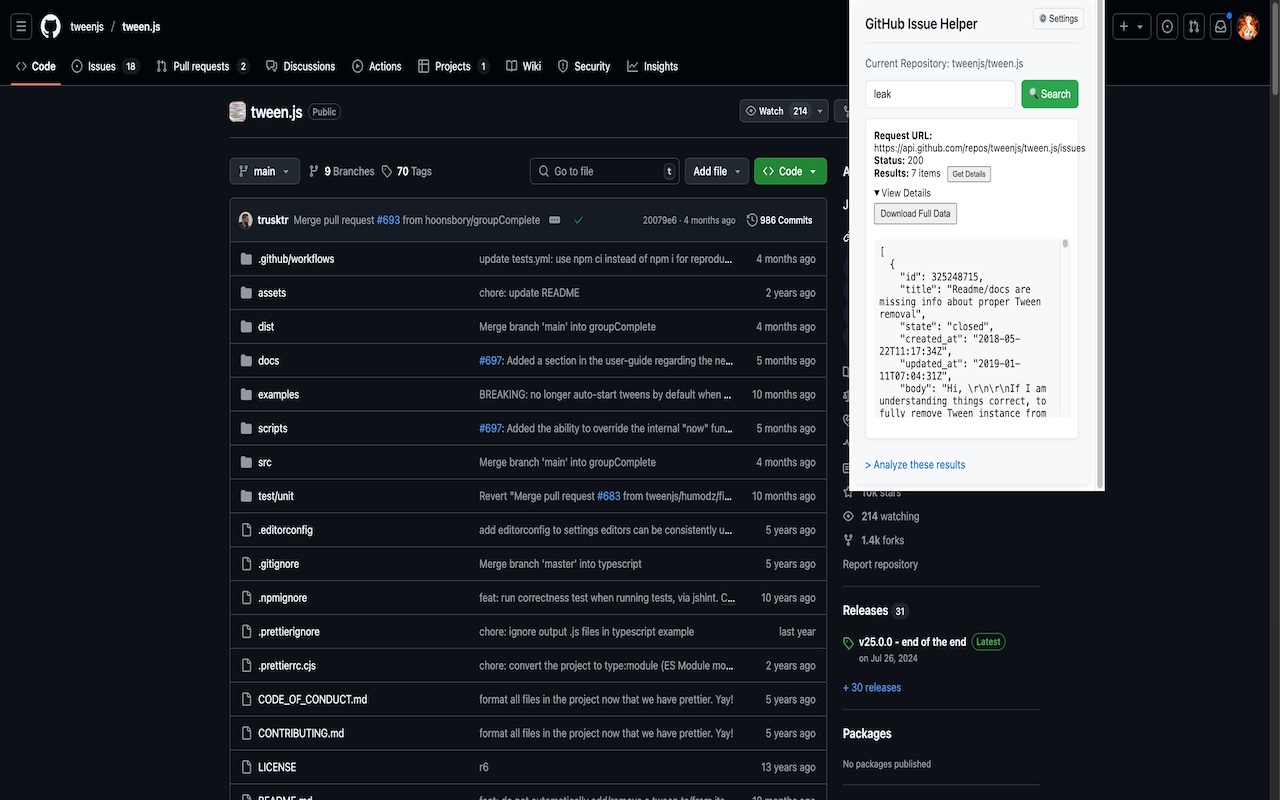 tweenjs / tween.js
Code
Issues 18
Pull requests 2
Discussions
Actions
Projects 1
Wiki
Security
Insights
tween.js Public
Watch 214
main
9 Branches
70 Tags
Go to file t
Add file
Code
trusktr Merge pull request #693 from hoonsbory/groupComplete 20079e6 · 4 months ago 986 Commits
.github/workflows update tests.yml: use npm ci instead of npm i for reprodu... 4 months ago
assets chore: update README 2 years ago
dist Merge branch 'main' into groupComplete 4 months ago
docs #697: Added a section in the user-guide regarding the ne... 5 months ago
examples BREAKING: no longer auto-start tweens by default when ... 10 months ago
scripts #697: Added the ability to override the internal "now" fun... 5 months ago
src Merge branch 'main' into groupComplete 4 months ago
test/unit Revert "Merge pull request #683 from tweenjs/humodz/fi... 10 months ago
.editorconfig add editorconfig to settings editors can be consistently u... 5 years ago
.gitignore Merge branch 'master' into typescript 5 years ago
.npmignore feat: run correctness test when running tests, via jshint. C... 10 years ago
.prettierignore chore: ignore output .js files in typescript example last year
.prettierrc.cjs chore: convert the project to type:module (ES Module mo... 2 years ago
CODE_OF_CONDUCT.md format all files in the project now that we have prettier. Yay! 5 years ago
CONTRIBUTING.md format all files in the project now that we have prettier. Yay! 5 years ago
LICENSE r6 13 years ago
README.md
GitHub Issue Helper
Settings
Current Repository: tweenjs/tween.js
leak
Search
Request URL:
https://api.github.com/repos/tweenjs/tween.js/issues
Status: 200
Results: 7 items Get Details
▼View Details
Download Full Data
[
{
"id": 325248715,
"title": "Readme/docs are
missing info about proper Tween
removal",
"state": "closed",
"created_at": "2018-05-
22T11:17:34Z",
"updated_at": "2019-01-
11T07:04:31Z",
"body": "Hi, \r\n\r\nIf I am
understanding things correct, to
fully remove Tween instance from
> Analyze these results
10k stars
214 watching
1.4k forks
Report repository
Releases 31
v25.0.0 - end of the end Latest
on Jul 26, 2024
+ 30 releases
Packages
No packages published